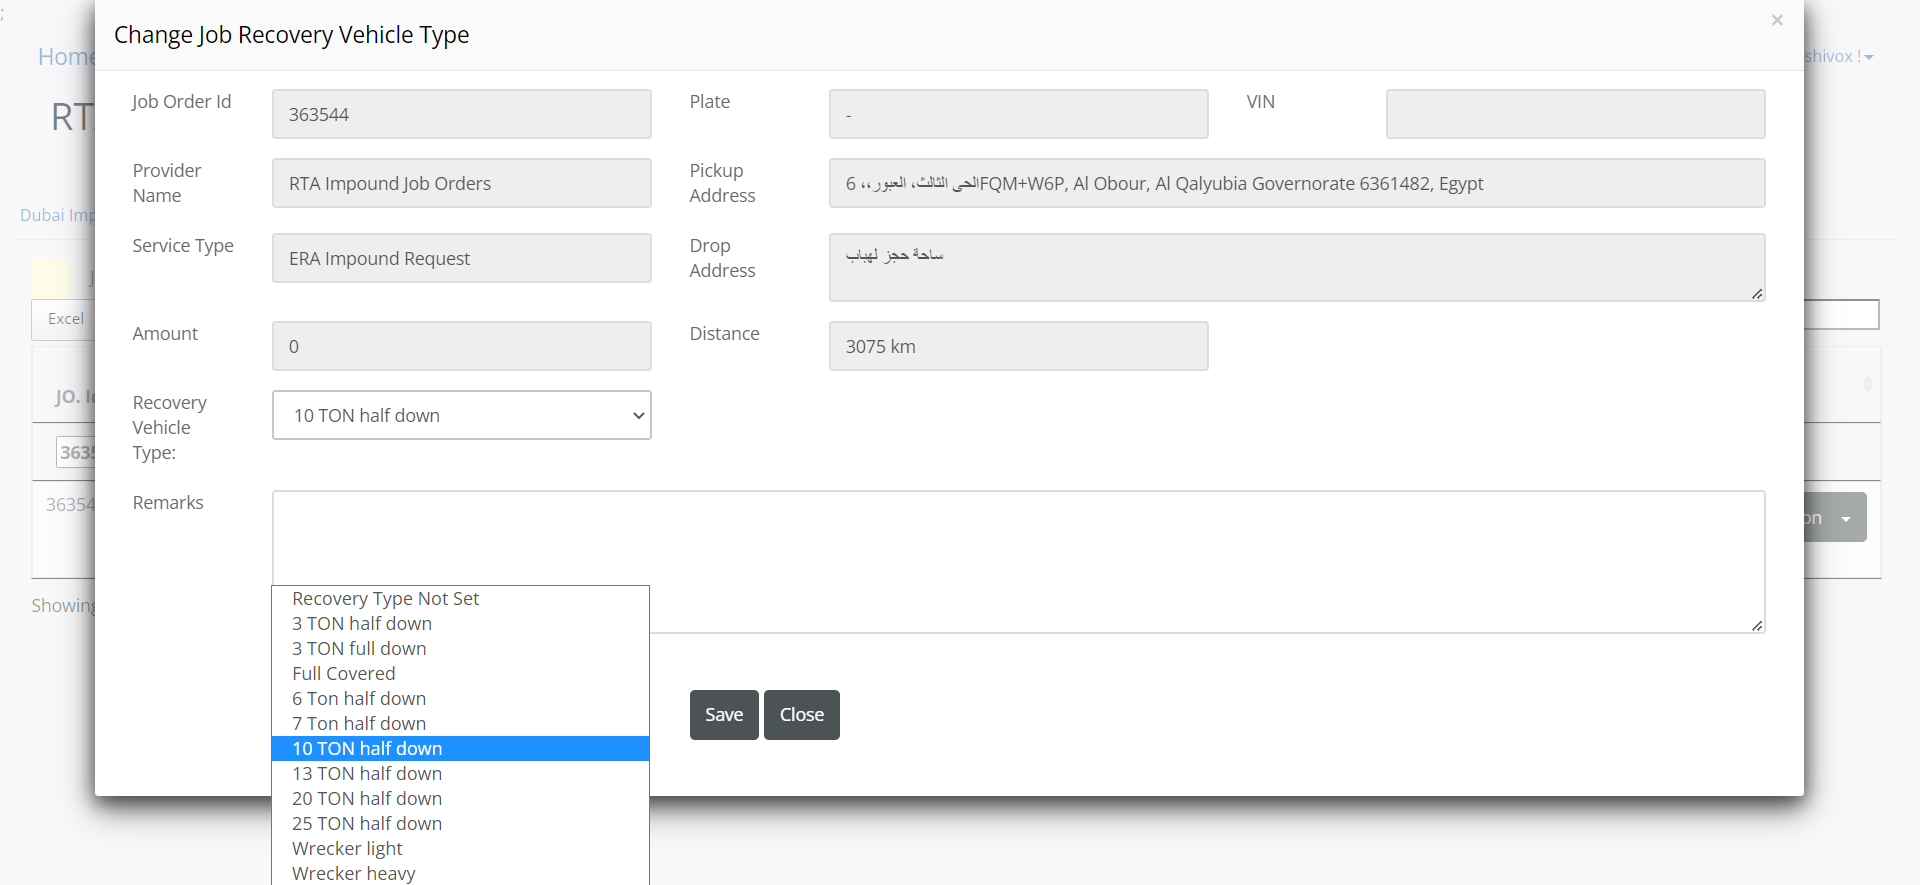 ;
Change Job Recovery Vehicle Type
×
Home
shivox !
RT
Job Order Id
363544
Plate
-
VIN
Provider Name
RTA Impound Job Orders
Pickup Address
الحى الثالث، العبور،، 6FQM+W6P, Al Obour, Al Qalyubia Governorate 6361482, Egypt
Dubai Imp
Service Type
ERA Impound Request
Drop Address
ساحة حجز لهباب
J
Excel
Amount
0
Distance
3075 km
JO. Id
Recovery Vehicle Type:
10 TON half down
3635
Remarks
36354
on
Showing
Recovery Type Not Set
3 TON half down
3 TON full down
Full Covered
6 Ton half down
7 Ton half down
10 TON half down
13 TON half down
20 TON half down
25 TON half down
Wrecker light
Wrecker heavy
Save
Close